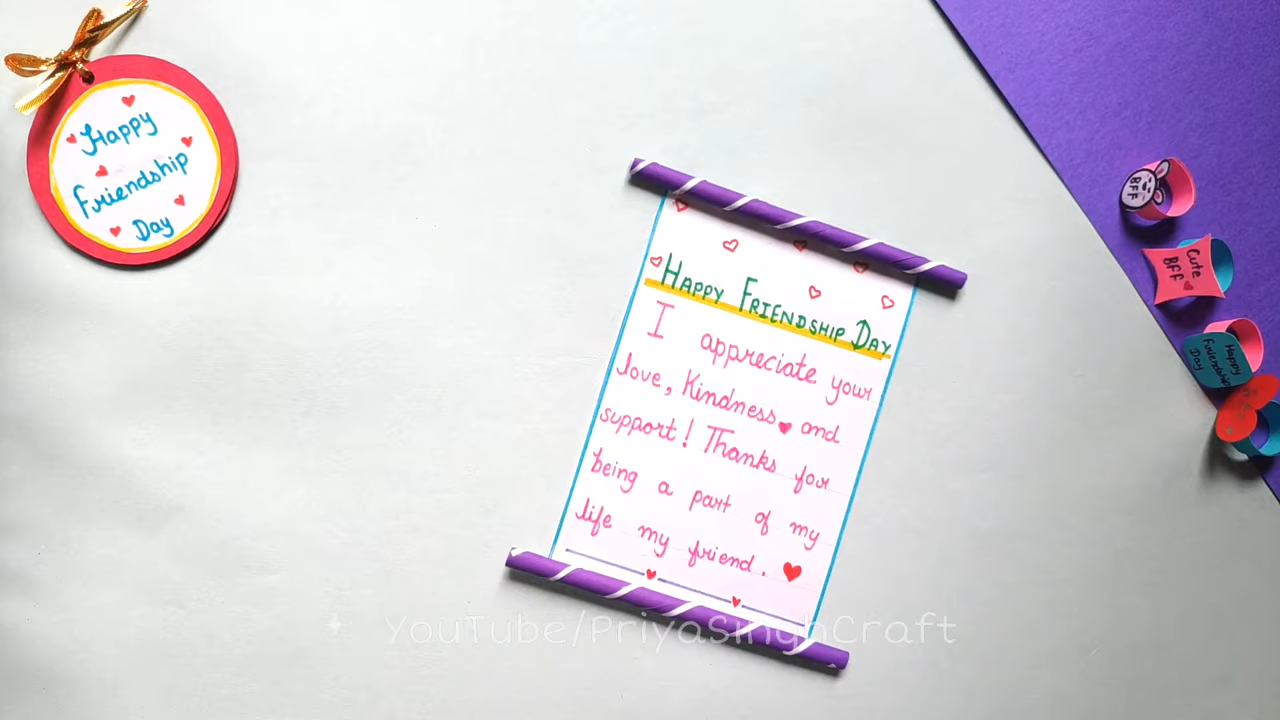 Happy
Friendship
Day
HAPPY FRIENDSHIP DAY
I appreciate your
love, Kindness and
support! Thanks for
being a part of my
life my friend.
BFF
Cute
BFF
Happy
Friendship
Day
YouTube/PriyaSinghCraft